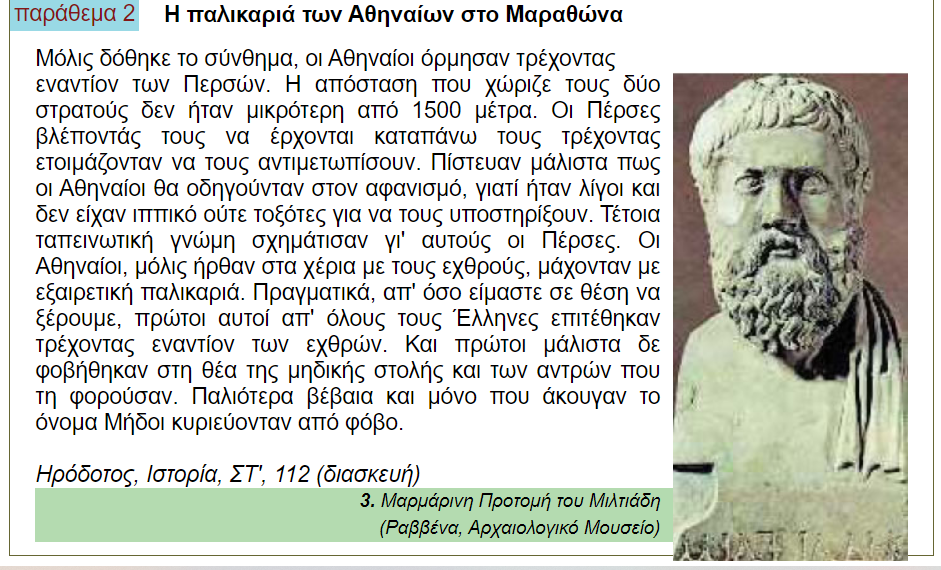 παράθεμα 2 Η παλικαριά των Αθηναίων στο Μαραθώνα
Μόλις δόθηκε το σύνθημα, οι Αθηναίοι όρμησαν τρέχοντας
εναντίον των Περσών. Η απόσταση που χώριζε τους δύο
στρατούς δεν ήταν μικρότερη από 1500 μέτρα. Οι Πέρσες
βλέποντάς τους να έρχονται καταπάνω τους τρέχοντας
ετοιμάζονταν να τους αντιμετωπίσουν. Πίστευαν μάλιστα πως
οι Αθηναίοι θα οδηγούνταν στον αφανισμό, γιατί ήταν λίγοι και
δεν είχαν ιππικό ούτε τοξότες για να τους υποστηρίξουν. Τέτοια
ταπεινωτική γνώμη σχημάτισαν γι' αυτούς οι Πέρσες. Οι
Αθηναίοι, μόλις ήρθαν στα χέρια με τους εχθρούς, μάχονταν με
εξαιρετική παλικαριά. Πραγματικά, απ' όσο είμαστε σε θέση να
ξέρουμε, πρώτοι αυτοί απ' όλους τους Έλληνες επιτέθηκαν
τρέχοντας εναντίον των εχθρών. Και πρώτοι μάλιστα δε
φοβήθηκαν στη θέα της μηδικής στολής και των αντρών που
τη φορούσαν. Παλιότερα βέβαια και μόνο που άκουγαν το
όνομα Μήδοι κυριεύονταν από φόβο.
Ηρόδοτος, Ιστορία, ΣΤ', 112 (διασκευή)
3. Μαρμάρινη Προτομή του Μιλτιάδη
(Ραββένα, Αρχαιολογικό Μουσείο)